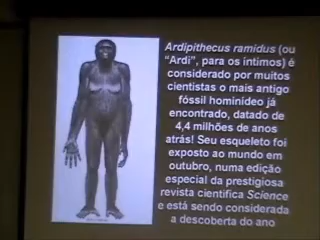 Ardipithecus ramidus (ou
"Ardi", para os íntimos) é
considerado por muitos
cientistas o mais antigo
fóssil hominídeo já
encontrado, datado de
4,4 milhões de anos
atrás! Seu esqueleto foi
exposto ao mundo em
outubro, numa edição
especial da prestigiosa
revista científica Science
e está sendo considerada
a descoberta do ano